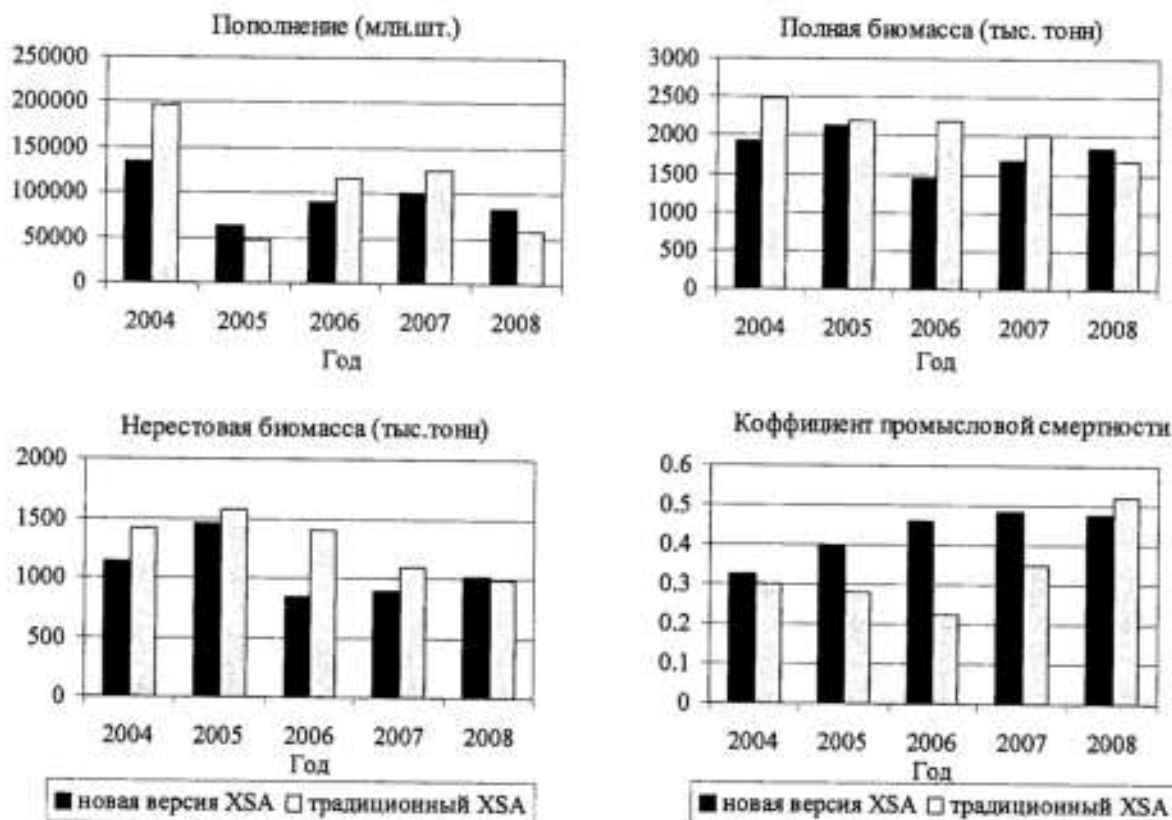 Пополнение (млн.шт.)
250000
200000
150000
100000
50000
0
2004 2005 2006 2007 2008
Год
Полная биомасса (тыс. тонн)
3000
2500
2000
1500
1000
500
0
2004 2005 2006 2007 2008
Год
Нерестовая биомасса (тыс.тонн)
2000
1500
1000
500
0
2004 2005 2006 2007 2008
Год
новая версия XSA традиционный XSA
Коффициент промысловой смертности
0.6
0.5
0.4
0.3
0.2
0.1
0
2004 2005 2006 2007 2008
Год
новая версия XSA традиционный XSA